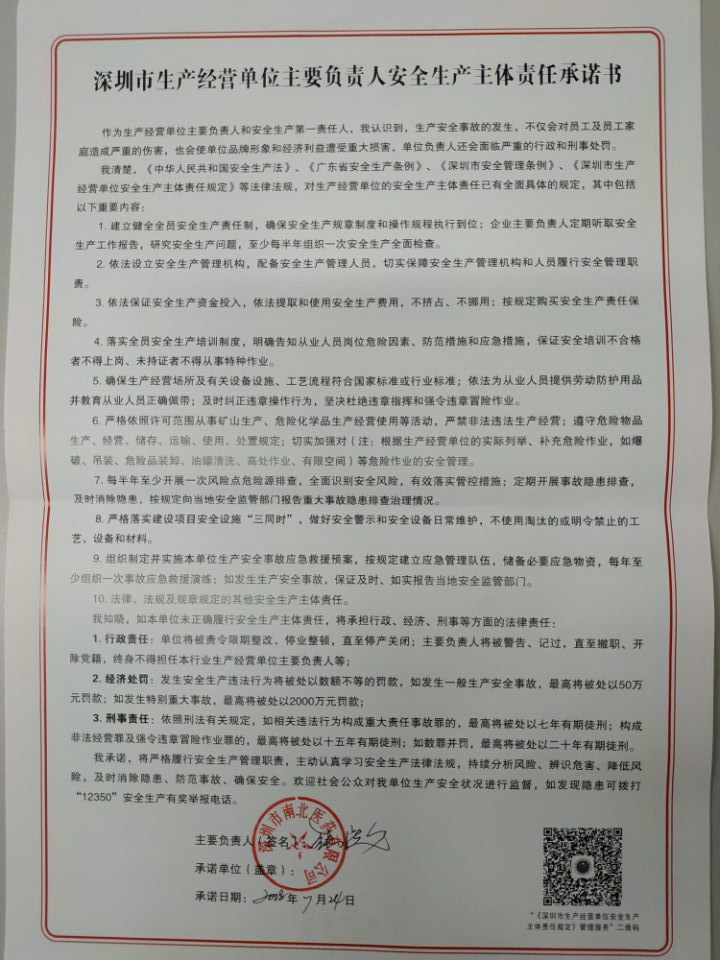 深圳市生产经营单位主要负责人安全生产主体责任承诺书
作为生产经营单位主要负责人和安全生产第一责任人，我认识到，生产安全事故的发生，不仅会对员工及员工家
庭造成严重的伤害，也会使单位品牌形象和经济利益遭受重大损害，单位负责人还会面临严重的行政和刑事处罚。
我清楚，《中华人民共和国安全生产法》、《广东省安全生产条例》、《深圳市安全管理条例》、《深圳市生产
经营单位安全生产主体责任规定》等法律法规，对生产经营单位的安全生产主体责任已有全面具体的规定，其中包括
以下重要内容：
1. 建立健全全员安全生产责任制，确保安全生产规章制度和操作规程执行到位；企业主要负责人定期听取安全
生产工作报告，研究安全生产问题，至少每半年组织一次安全生产全面检查。
2. 依法设立安全生产管理机构，配备安全生产管理人员，切实保障安全生产管理机构和人员履行安全管理职
责。
3. 依法保证安全生产资金投入，依法提取和使用安全生产费用，不挤占、不挪用；按规定购买安全生产责任保
险。
4. 落实全员安全生产培训制度，明确告知从业人员岗位危险因素、防范措施和应急措施，保证安全培训不合格
者不得上岗、未持证者不得从事特种作业。
5. 确保生产经营场所及有关设备设施、工艺流程符合国家标准或行业标准；依法为从业人员提供劳动防护用品
并教育从业人员正确佩带；及时纠正违章操作行为，坚决杜绝违章指挥和强令违章冒险作业。
6. 严格依照许可范围从事矿山生产、危险化学品生产经营使用等活动，严禁非法违法生产经营；遵守危险物品
生产、经营、储存、运输、使用、处置规定；切实加强对（注：根据生产经营单位的实际列举、补充危险作业，如爆
破、吊装、危险品装卸、油罐清洗、高处作业、有限空间）等危险作业的安全管理。
7. 每半年至少开展一次风险点危险源排查，全面识别安全风险，有效落实管控措施；定期开展事故隐患排查，
及时消除隐患，按规定向当地安全监管部门报告重大事故隐患排查治理情况。
8. 严格落实建设项目安全设施“三同时”，做好安全警示和安全设备日常维护，不使用淘汰的或明令禁止的工
艺、设备和材料。
9. 组织制定并实施本单位生产安全事故应急救援预案，按规定建立应急管理队伍，储备必要应急物资，每年至
少组织一次事故应急救援演练；如发生生产安全事故，保证及时、如实报告当地安全监管部门。
10. 法律、法规及规章规定的其他安全生产主体责任。
我知晓，如本单位未正确履行安全生产主体责任，将承担行政、经济、刑事等方面的法律责任：
1. 行政责任：单位将被责令限期整改、停业整顿，直至停产关闭；主要负责人将被警告、记过，直至撤职、开
除党籍，终身不得担任本行业生产经营单位主要负责人等；
2. 经济处罚：发生安全生产违法行为将被处以数额不等的罚款，如发生一般生产安全事故，最高将被处以50万
元罚款；如发生特别重大事故，最高将被处以2000万元罚款；
3. 刑事责任：依照刑法有关规定，如相关违法行为构成重大责任事故罪的，最高将被处以七年有期徒刑；构成
非法经营罪及强令违章冒险作业罪的，最高将被处以十五年有期徒刑；如数罪并罚，最高将被处以二十年有期徒刑。
我承诺，将严格履行安全生产管理职责，主动认真学习安全生产法律法规，持续分析风险、辨识危害、降低风
险，及时消除隐患、防范事故、确保安全。欢迎社会公众对我单位生产安全状况进行监督，如发现隐患可拨打
“12350”安全生产有奖举报电话。
主要负责人（签名）：
承诺单位（盖章）：
深圳市南北医药有限公司
承诺日期：2018年7月24日
“《深圳市生产经营单位安全生产
主体责任规定》管理服务”二维码